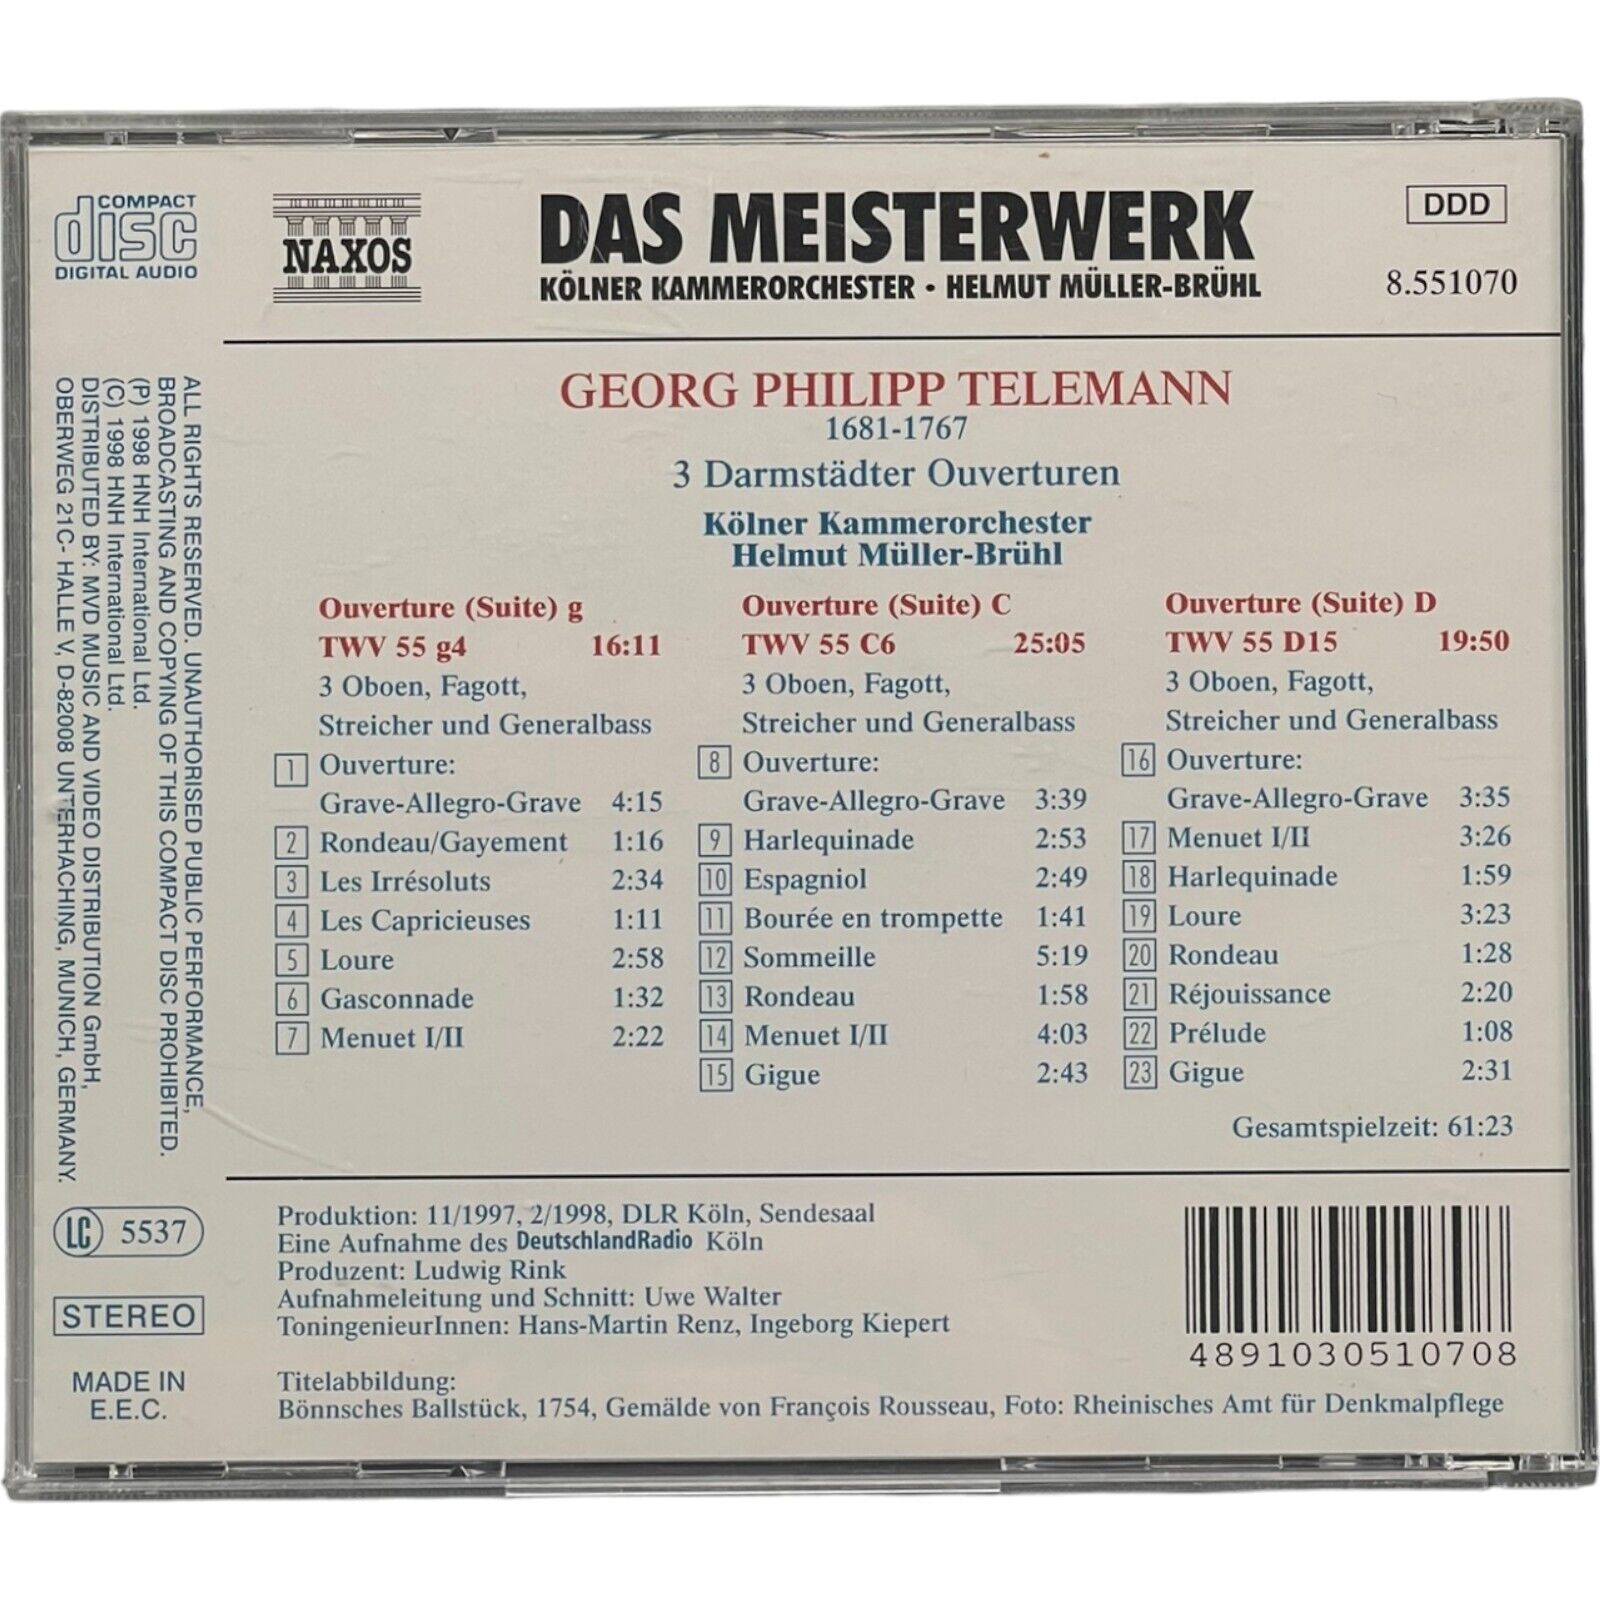 COMPACT
disc
DIGITAL AUDIO
NAXOS
DAS MEISTERWERK
KÖLNER KAMMERORCHESTER · HELMUT MÜLLER-BRÜHL
DDD
8.551070
ALL RIGHTS RESERVED. UNAUTHORISED PUBLIC PERFORMANCE,
BROADCASTING AND COPYING OF THIS COMPACT DISC PROHIBITED.
(P) 1998 HNH International Ltd.
(C) 1998 HNH International Ltd.
DISTRIBUTED BY: MVD MUSIC AND VIDEO DISTRIBUTION GmbH,
OBERWEG 21C- HALLE V, D-82008 UNTERHACHING, MUNICH, GERMANY.
LC 5537
STEREO
MADE IN
E.E.C.
GEORG PHILIPP TELEMANN
1681-1767
3 Darmstädter Ouverturen
Kölner Kammerorchester
Helmut Müller-Brühl
Ouverture (Suite) g
TWV 55 g4 16:11
3 Oboen, Fagott,
Streicher und Generalbass
1 Ouverture:
Grave-Allegro-Grave 4:15
2 Rondeau/Gayement 1:16
3 Les Irrésoluts 2:34
4 Les Capricieuses 1:11
5 Loure 2:58
6 Gasconnade 1:32
7 Menuet I/II 2:22
Ouverture (Suite) C
TWV 55 C6 25:05
3 Oboen, Fagott,
Streicher und Generalbass
8 Ouverture:
Grave-Allegro-Grave 3:39
9 Harlequinade 2:53
10 Espagniol 2:49
11 Bourée en trompette 1:41
12 Sommeille 5:19
13 Rondeau 1:58
14 Menuet I/II 4:03
15 Gigue 2:43
Ouverture (Suite) D
TWV 55 D15 19:50
3 Oboen, Fagott,
Streicher und Generalbass
16 Ouverture:
Grave-Allegro-Grave 3:35
17 Menuet I/II 3:26
18 Harlequinade 1:59
19 Loure 3:23
20 Rondeau 1:28
21 Réjouissance 2:20
22 Prélude 1:08
23 Gigue 2:31
Gesamtspielzeit: 61:23
Produktion: 11/1997, 2/1998, DLR Köln, Sendesaal
Eine Aufnahme des DeutschlandRadio Köln
Produzent: Ludwig Rink
Aufnahmeleitung und Schnitt: Uwe Walter
ToningenieurInnen: Hans-Martin Renz, Ingeborg Kiepert
Titelabbildung:
Bönnsches Ballstück, 1754, Gemälde von François Rousseau, Foto: Rheinisches Amt für Denkmalpflege
4891030510708